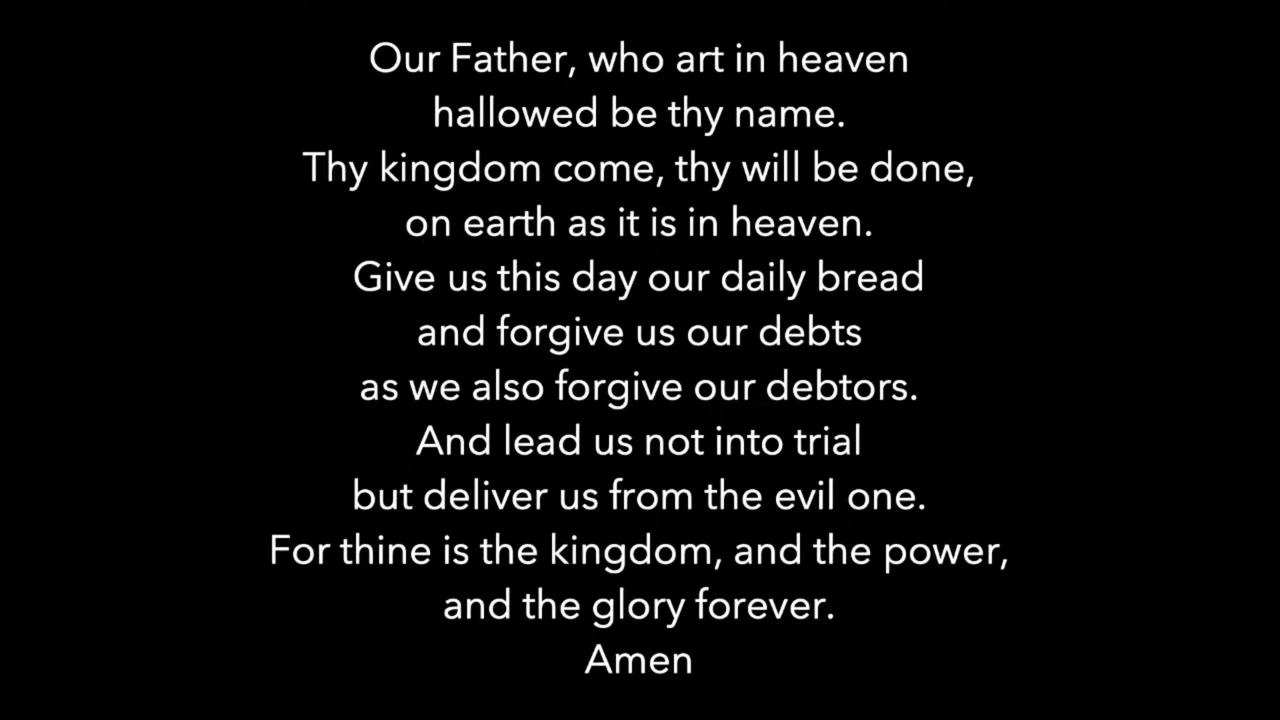 Our Father, who art in heaven
hallowed be thy name.
Thy kingdom come, thy will be done,
on earth as it is in heaven.
Give us this day our daily bread
and forgive us our debts
as we also forgive our debtors.
And lead us not into trial
but deliver us from the evil one.
For thine is the kingdom, and the power,
and the glory forever.
Amen